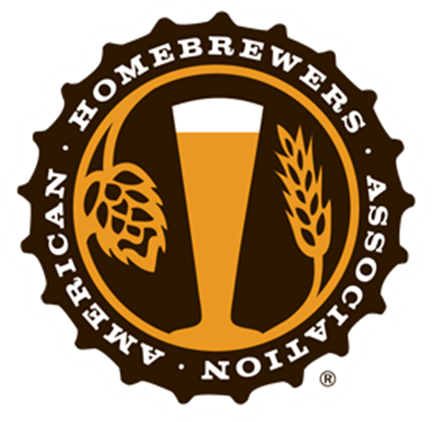 AMERICAN · HOMEBREWERS · ASSOCIATION ·
®